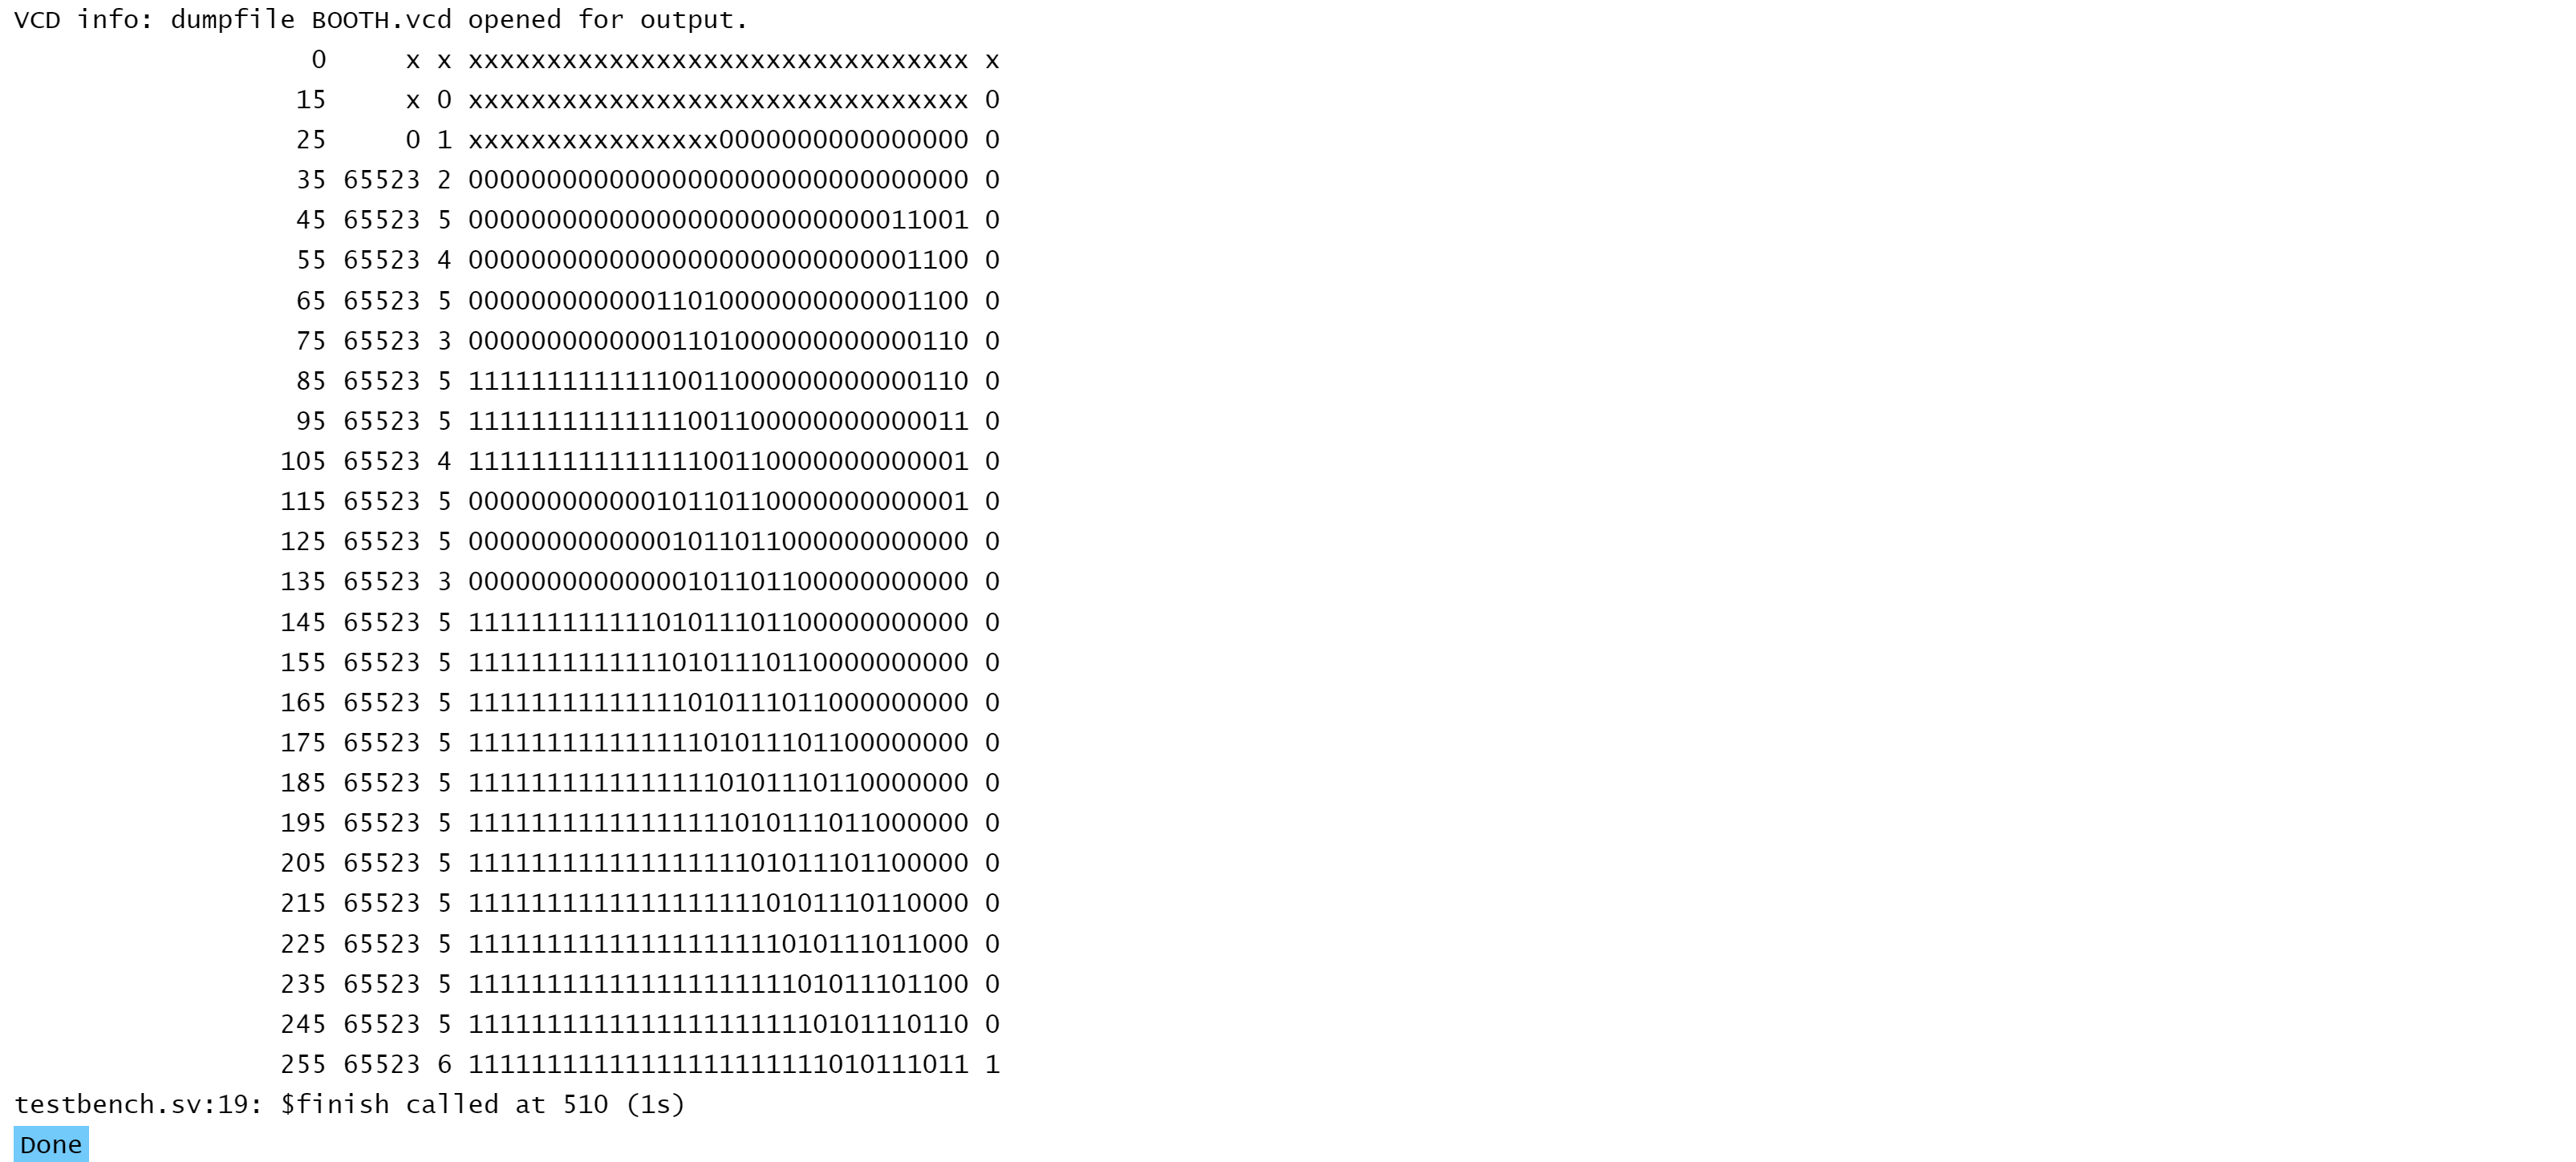 VCD info: dumpfile BOOTH.vcd opened for output.
0 x x xxxxxxxxxxxxxxxxxxxxxxxxxxxxxxxx x
15 x 0 xxxxxxxxxxxxxxxxxxxxxxxxxxxxxxxx 0
25 0 1 xxxxxxxxxxxxxxxx0000000000000000 0
35 65523 2 00000000000000000000000000000000 0
45 65523 5 00000000000000000000000000011001 0
55 65523 4 00000000000000000000000000001100 0
65 65523 5 00000000000011010000000000001100 0
75 65523 3 00000000000001101000000000000110 0
85 65523 5 11111111111110011000000000000110 0
95 65523 5 11111111111111001100000000000011 0
105 65523 4 11111111111111100110000000000001 0
115 65523 5 00000000000010110110000000000001 0
125 65523 5 00000000000001011011000000000000 0
135 65523 3 00000000000000101101100000000000 0
145 65523 5 11111111111101011101100000000000 0
155 65523 5 11111111111110101110110000000000 0
165 65523 5 11111111111111010111011000000000 0
175 65523 5 11111111111111101011101100000000 0
185 65523 5 11111111111111110101110110000000 0
195 65523 5 11111111111111111010111011000000 0
205 65523 5 11111111111111111101011101100000 0
215 65523 5 11111111111111111110101110110000 0
225 65523 5 11111111111111111111010111011000 0
235 65523 5 11111111111111111111101011101100 0
245 65523 5 11111111111111111111110101110110 0
255 65523 6 11111111111111111111111010111011 1
testbench.sv:19: $finish called at 510 (1s)
Done